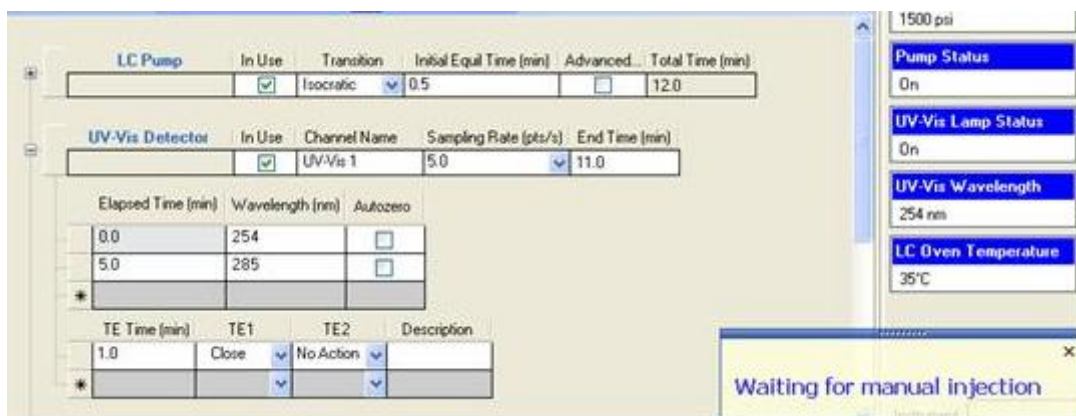 1500 psi
LC Pump In Use Transition Initial Equil Time (min) Advanced... Total Time (min)
Isocratic 0.5 12.0
UV-Vis Detector In Use Channel Name Sampling Rate (pts/s) End Time (min)
UV-Vis 1 5.0 11.0
Elapsed Time (min) Wavelength (nm) Autozero
0.0 254
5.0 285
TE Time (min) TE1 TE2 Description
1.0 Close No Action
Pump Status
On
UV-Vis Lamp Status
On
UV-Vis Wavelength
254 nm
LC Oven Temperature
35°C
Waiting for manual injection